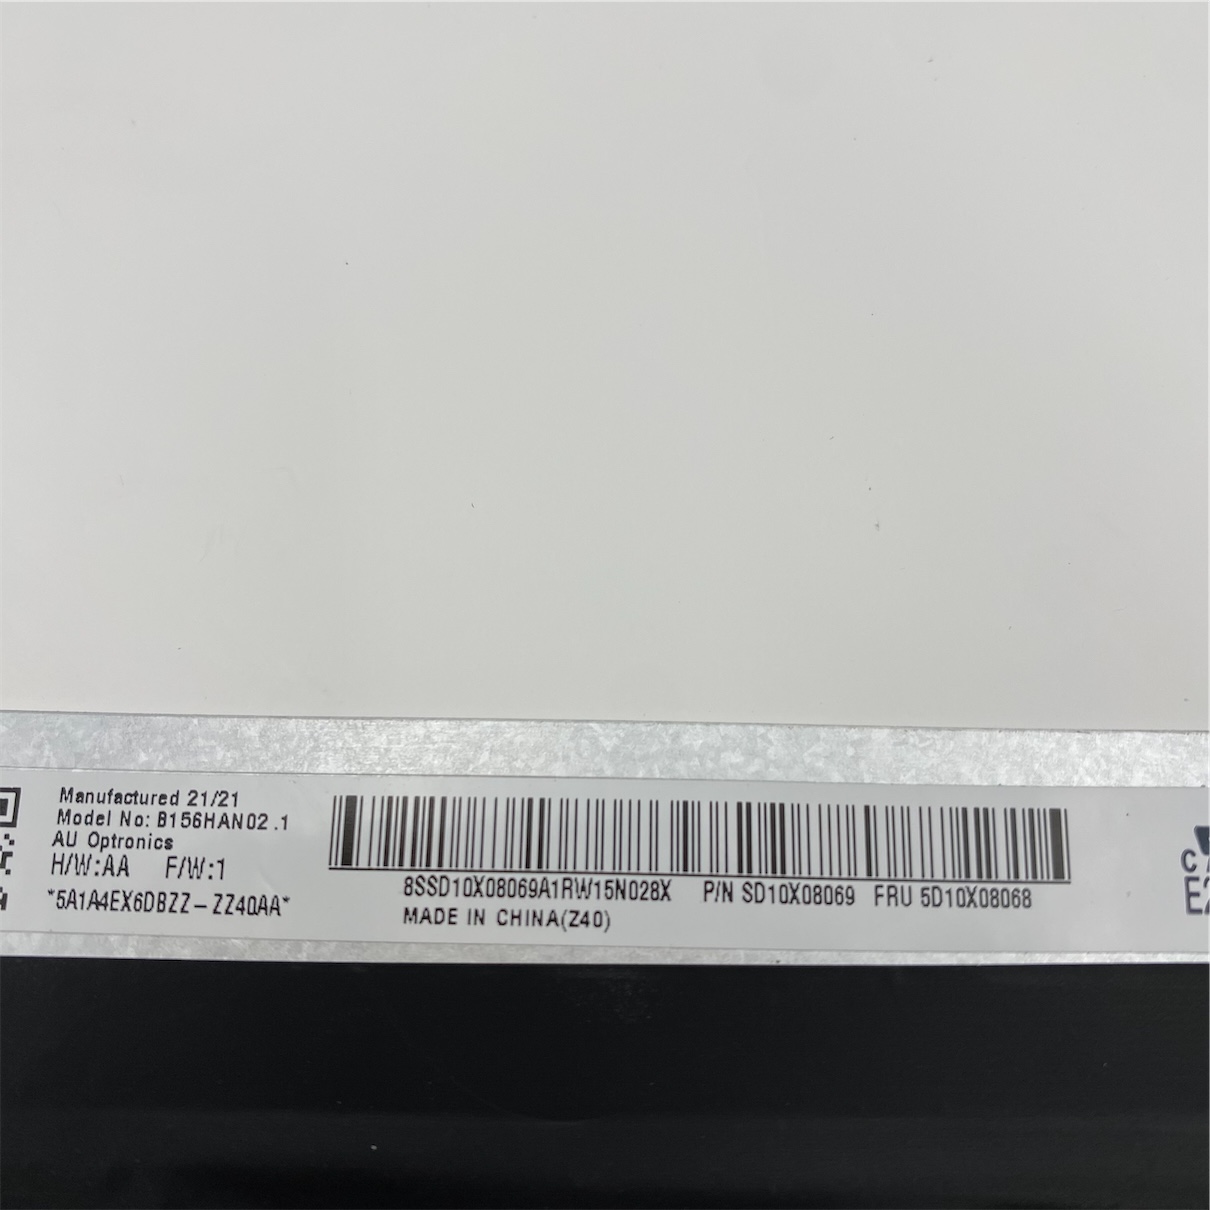 Manufactured 21/21
Model No: B156HAN02.1
AU Optronics
H/W:AA F/W:1
*5A1A4EX6DBZZ-ZZ40AA*
8SSD10X08069A1RW15N028X P/N SD10X08069 FRU 5D10X08068
MADE IN CHINA(Z40)